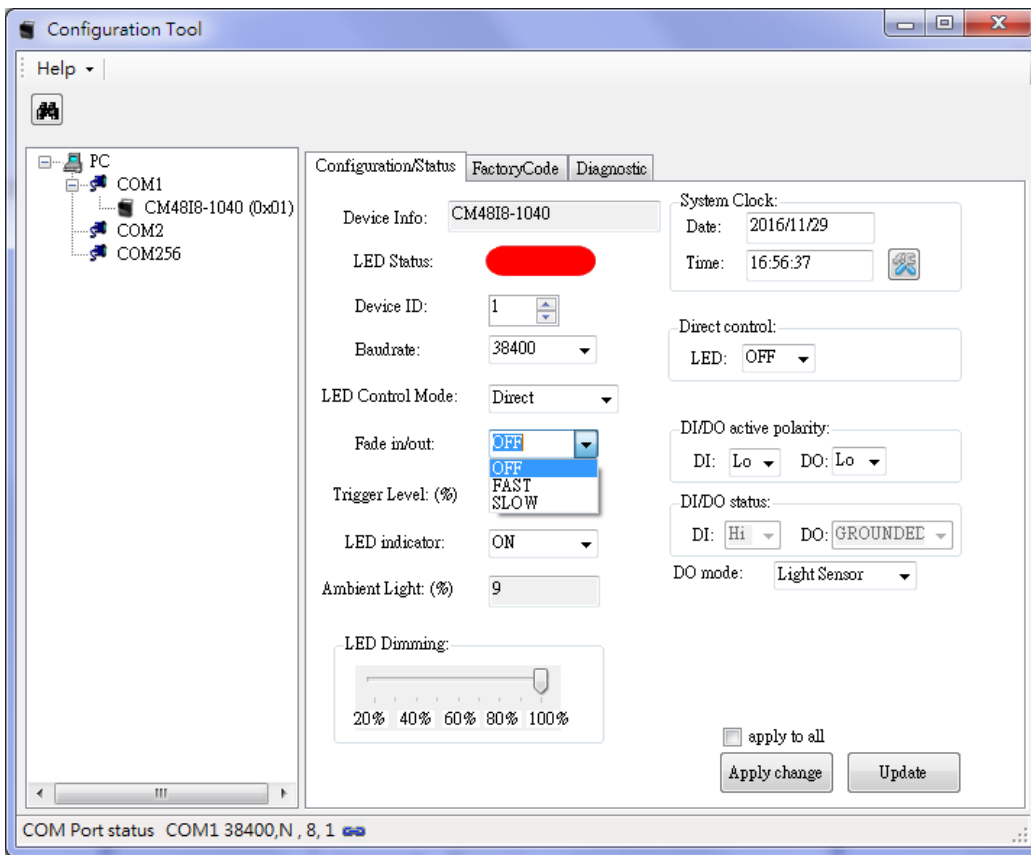 Configuration Tool
Help
PC
COM1
CM48I8-1040 (0x01)
COM2
COM256
Configuration/Status
FactoryCode
Diagnostic
Device Info:
CM48I8-1040
LED Status:
Device ID:
1
Baudrate:
38400
LED Control Mode:
Direct
Fade in/out:
OFF
OFF
FAST
SLOW
Trigger Level: (%)
LED indicator:
ON
Ambient Light: (%)
9
LED Dimming:
20% 40% 60% 80% 100%
System Clock:
Date:
2016/11/29
Time:
16:56:37
Direct control:
LED:
OFF
DI/DO active polarity:
DI:
Lo
DO:
Lo
DI/DO status:
DI:
Hi
DO:
GROUNDED
DO mode:
Light Sensor
apply to all
Apply change
Update
COM Port status COM1 38400,N , 8, 1